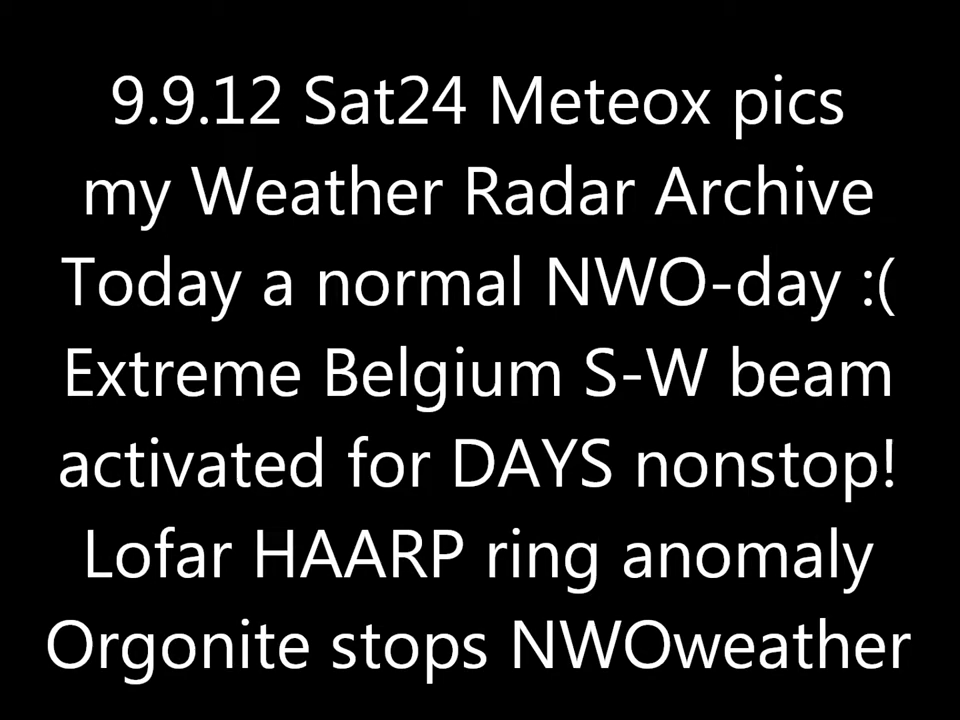 9.9.12 Sat24 Meteox pics
my Weather Radar Archive
Today a normal NWO-day :(
Extreme Belgium S-W beam
activated for DAYS nonstop!
Lofar HAARP ring anomaly
Orgonite stops NWOweather